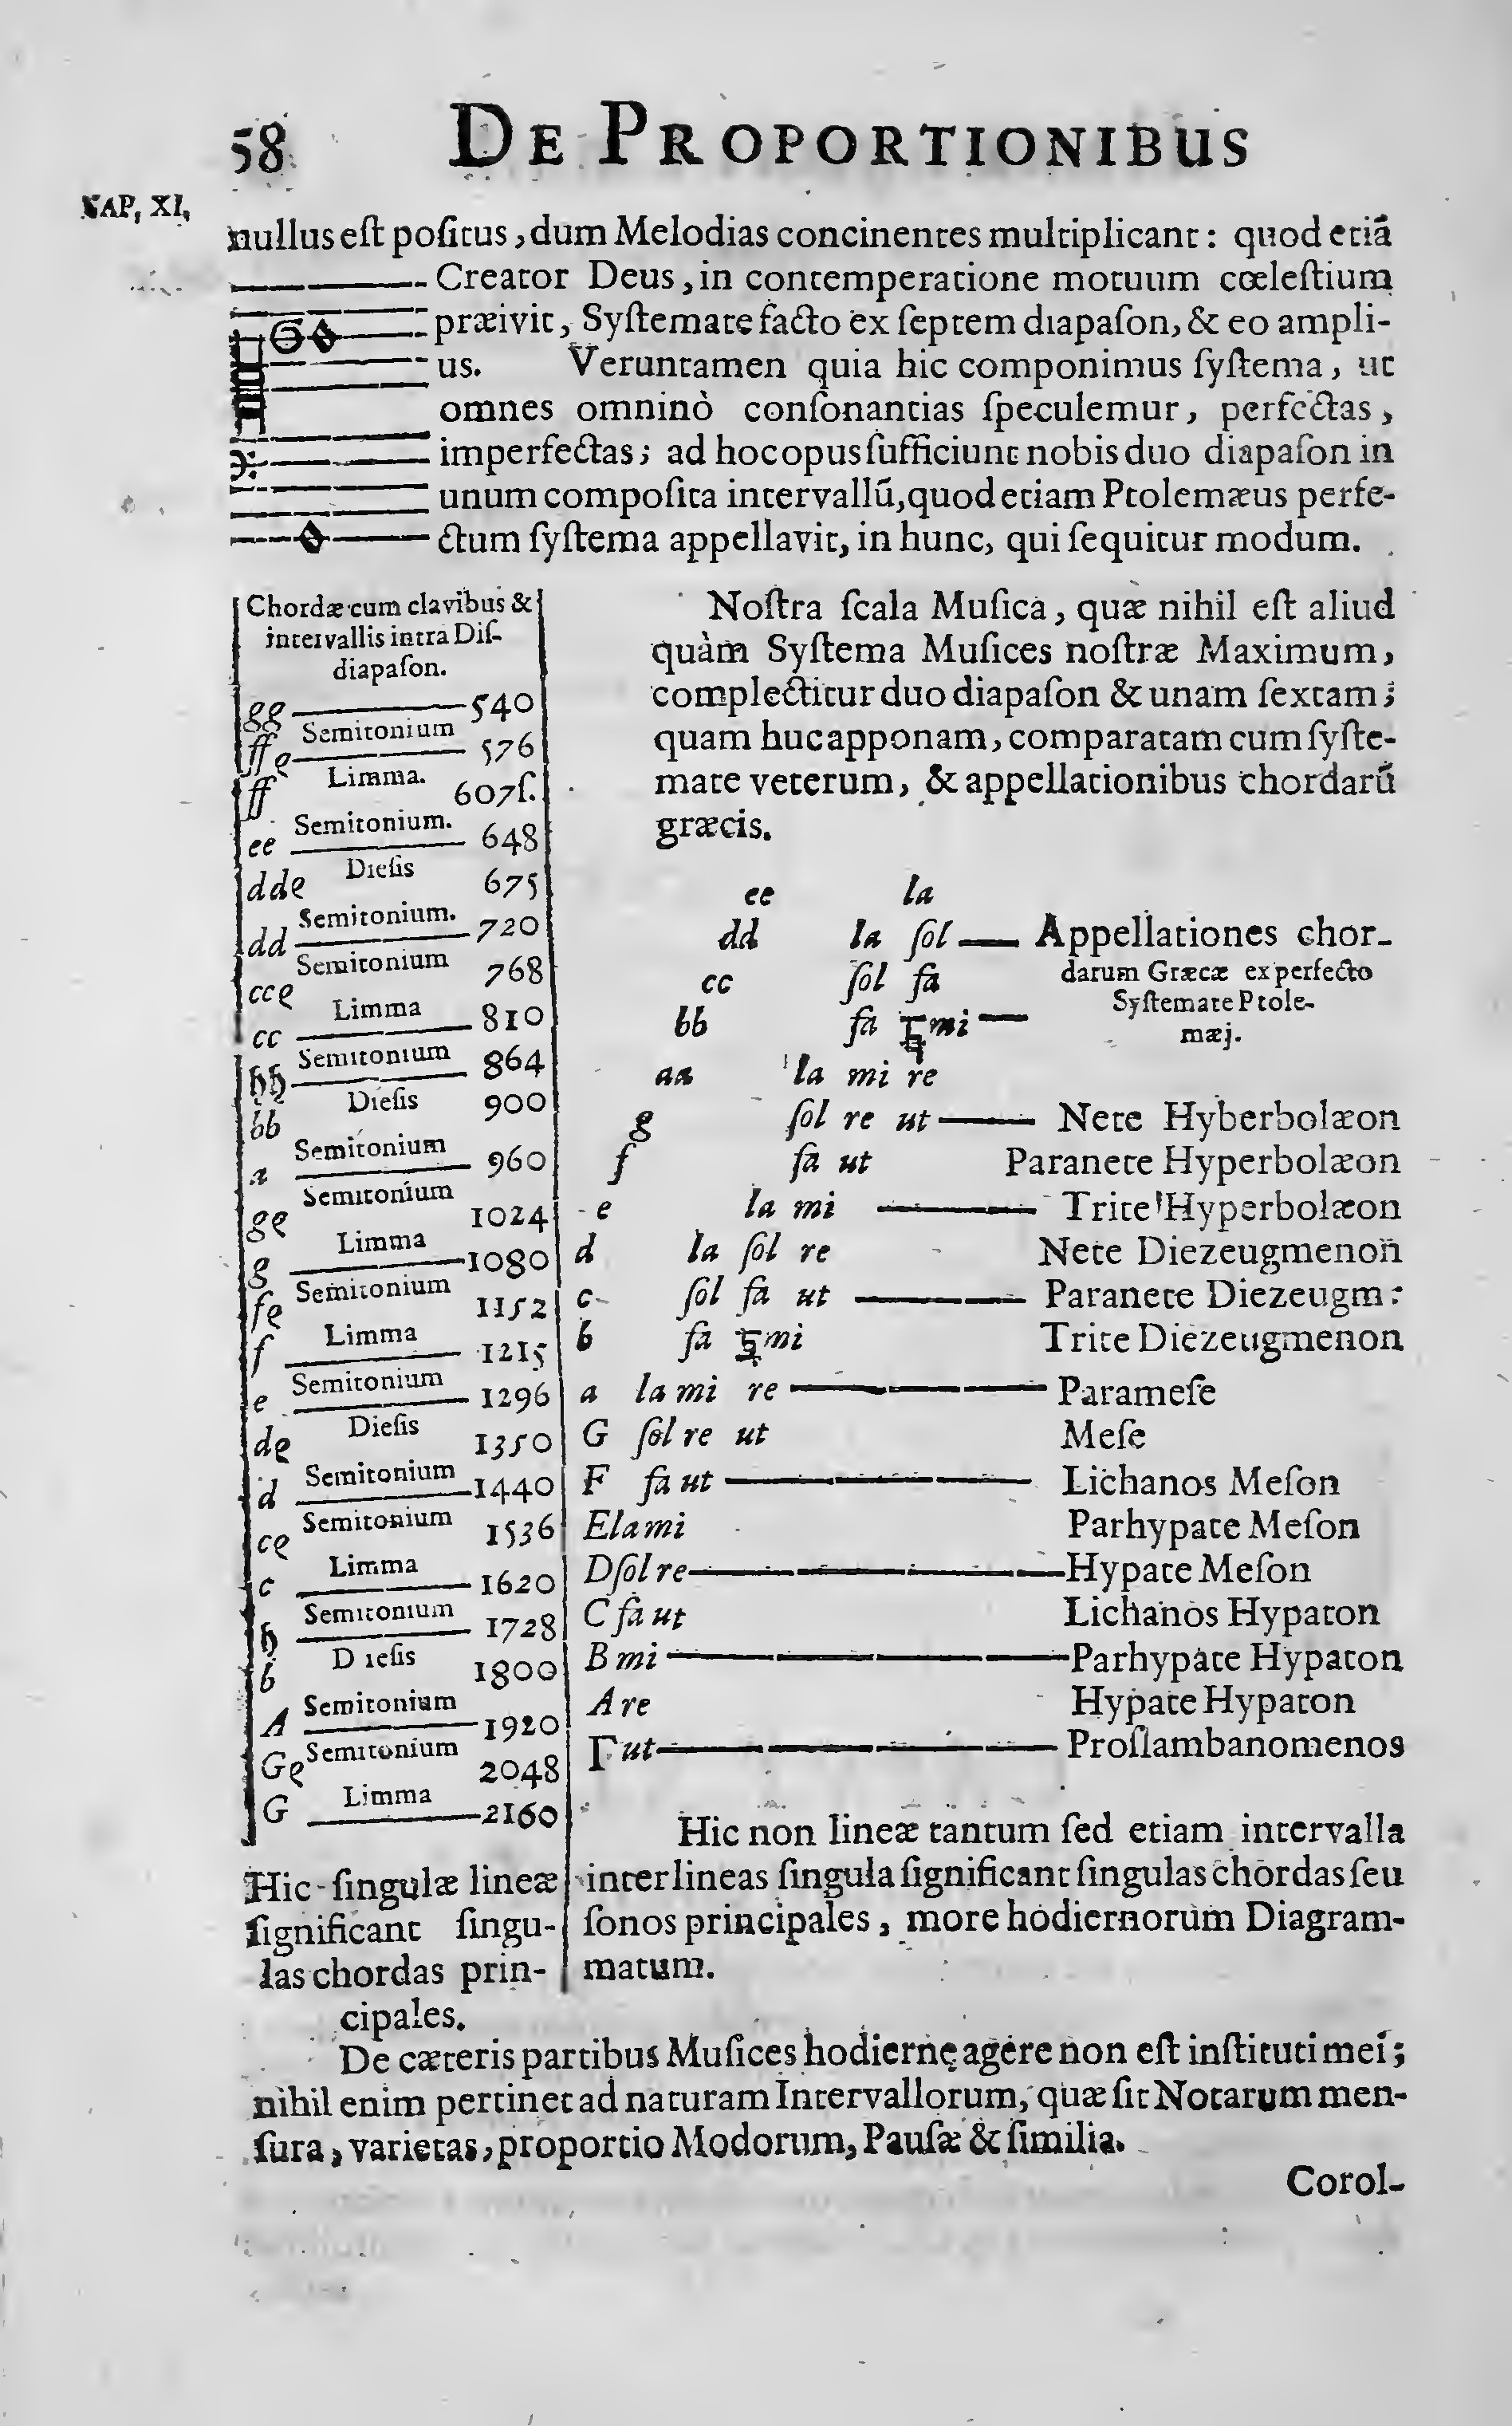 58 DE PROPORTIONIBUS
CAP, XI,
nullus eſt poſitus, dum Melodias concinentes multiplicant: quod etiã
Creator Deus, in contemperatione motuum cœleſtium
præivit, Syſtemate facto ex ſeptem diapaſon, & eo ampli-
us. Veruntamen quia hic componimus ſyſtema, ut
omnes omninò conſonantias ſpeculemur, perfectas,
imperfectas; ad hoc opus ſufficiunt nobis duo diapaſon in
unum compoſita intervallũ, quod etiam Ptolemæus perfe-
ctum ſyſtema appellavit, in hunc, qui ſequitur modum.
Chordæ cum clavibus &
intervallis intra Diſ-
diapaſon.
gg 540
Semitonium
ffę 576
Limma.
ff 607ſ.
Semitonium.
ee 648
Dieſis
ddę 675
Semitonium.
dd 720
Semitonium
ccę 768
Limma
cc 810
Semitonium
hh 864
Dieſis
bb 900
Semitonium
a 960
Semitonium
gę 1024
Limma
g 1080
Semitonium
fę 1152
Limma
f 1215
Semitonium
e 1296
Dieſis
dę 1350
Semitonium
d 1440
Semitonium
cę 1536
Limma
c 1620
Semitonium
h 1728
Dieſis
b 1800
Semitonium
A 1920
Semitonium
Gę 2048
Limma
G 2160
Hic ſingulæ lineæ
ſignificant ſingu-
las chordas prin-
cipales.
Noſtra ſcala Muſica, quæ nihil eſt aliud
quàm Syſtema Muſices noſtræ Maximum,
complectitur duo diapaſon & unam ſextam;
quam huc apponam, comparatam cum ſyſte-
mate veterum, & appellationibus chordarũ
græcis.
ee la
dd la ſol Appellationes chor-
darum Græcæ ex perfecto
Syſtemate Ptole-
mæj.
cc ſol fa
bb fa ♮ mi
aa la mi re
g ſol re ut Nete Hyberbolæon
f fa ut Paranete Hyperbolæon
e la mi Trite Hyperbolæon
d la ſol re Nete Diezeugmenon
c ſol fa ut Paranete Diezeugm:
b fa ♮ mi Trite Diezeugmenon
a la mi re Parameſe
G ſol re ut Meſe
F fa ut Lichanos Meſon
E la mi Parhypate Meſon
D ſol re Hypate Meſon
C fa ut Lichanos Hypaton
B mi Parhypate Hypaton
A re Hypate Hypaton
Γ ut Proſlambanomenos
Hic non lineæ tantum ſed etiam intervalla
inter lineas ſingula ſignificant ſingulas chordas ſeu
ſonos principales, more hodiernorum Diagram-
matum.
De cæteris partibus Muſices hodiernę agere non eſt inſtituti mei;
nihil enim pertinet ad naturam Intervallorum, quæ ſit Notarum men-
ſura, varietas, proportio Modorum, Pauſæ & ſimilia.
Corol-